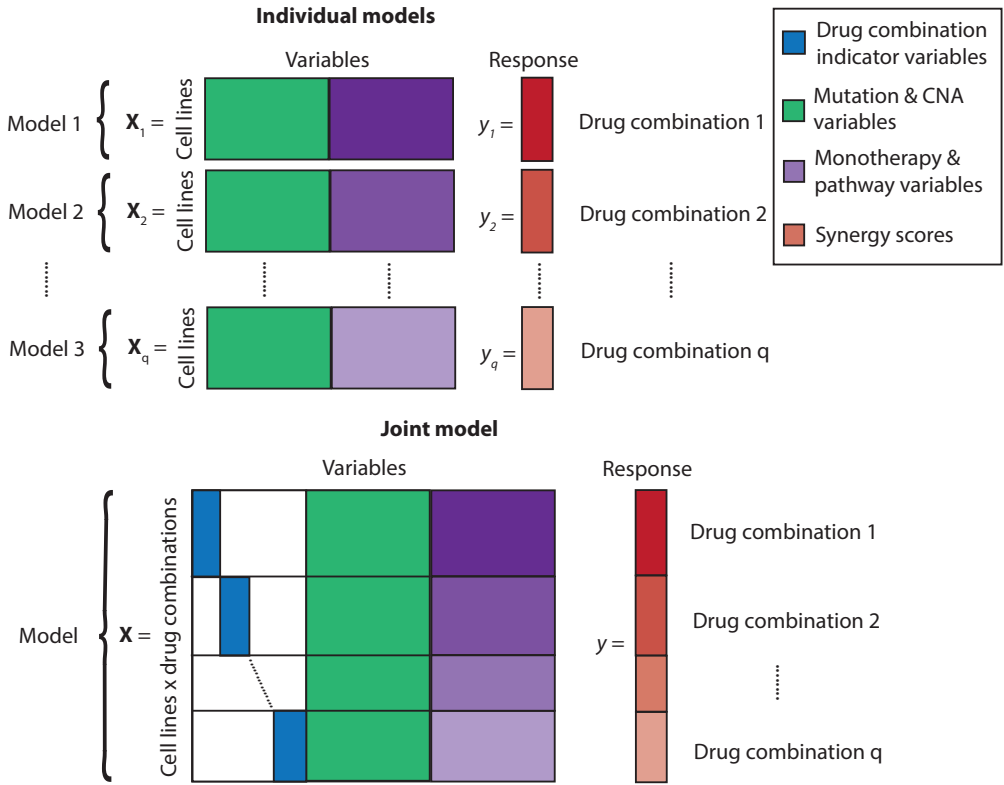 Individual models
Variables
Response
Model 1
X1 =
Cell lines
y1 =
Drug combination 1
Model 2
X2 =
Cell lines
y2 =
Drug combination 2
Model 3
Xq =
Cell lines
yq =
Drug combination q
Drug combination
indicator variables
Mutation & CNA
variables
Monotherapy &
pathway variables
Synergy scores
Joint model
Variables
Response
Model
X =
Cell lines x drug combinations
y =
Drug combination 1
Drug combination 2
Drug combination q